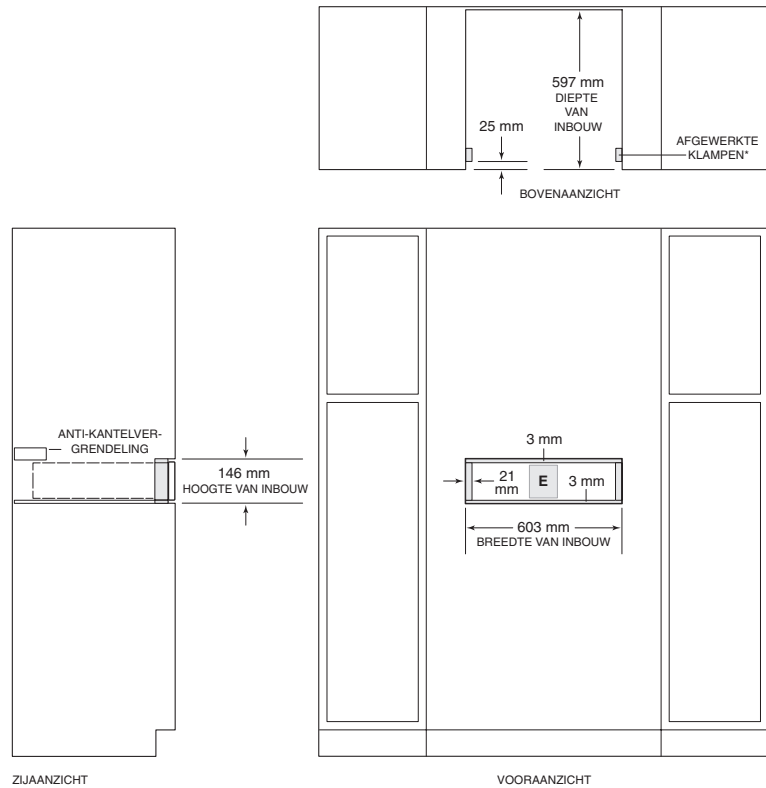 597 mm
DIEPTE
VAN
INBOUW
25 mm
AFGEWERKTE
KLAMPEN*
BOVENAANZICHT
ANTI-KANTELVER-
GRENDELING
146 mm
HOOGTE VAN INBOUW
3 mm
21
mm
E
3 mm
603 mm
BREEDTE VAN INBOUW
ZIJAANZICHT
VOORAANZICHT